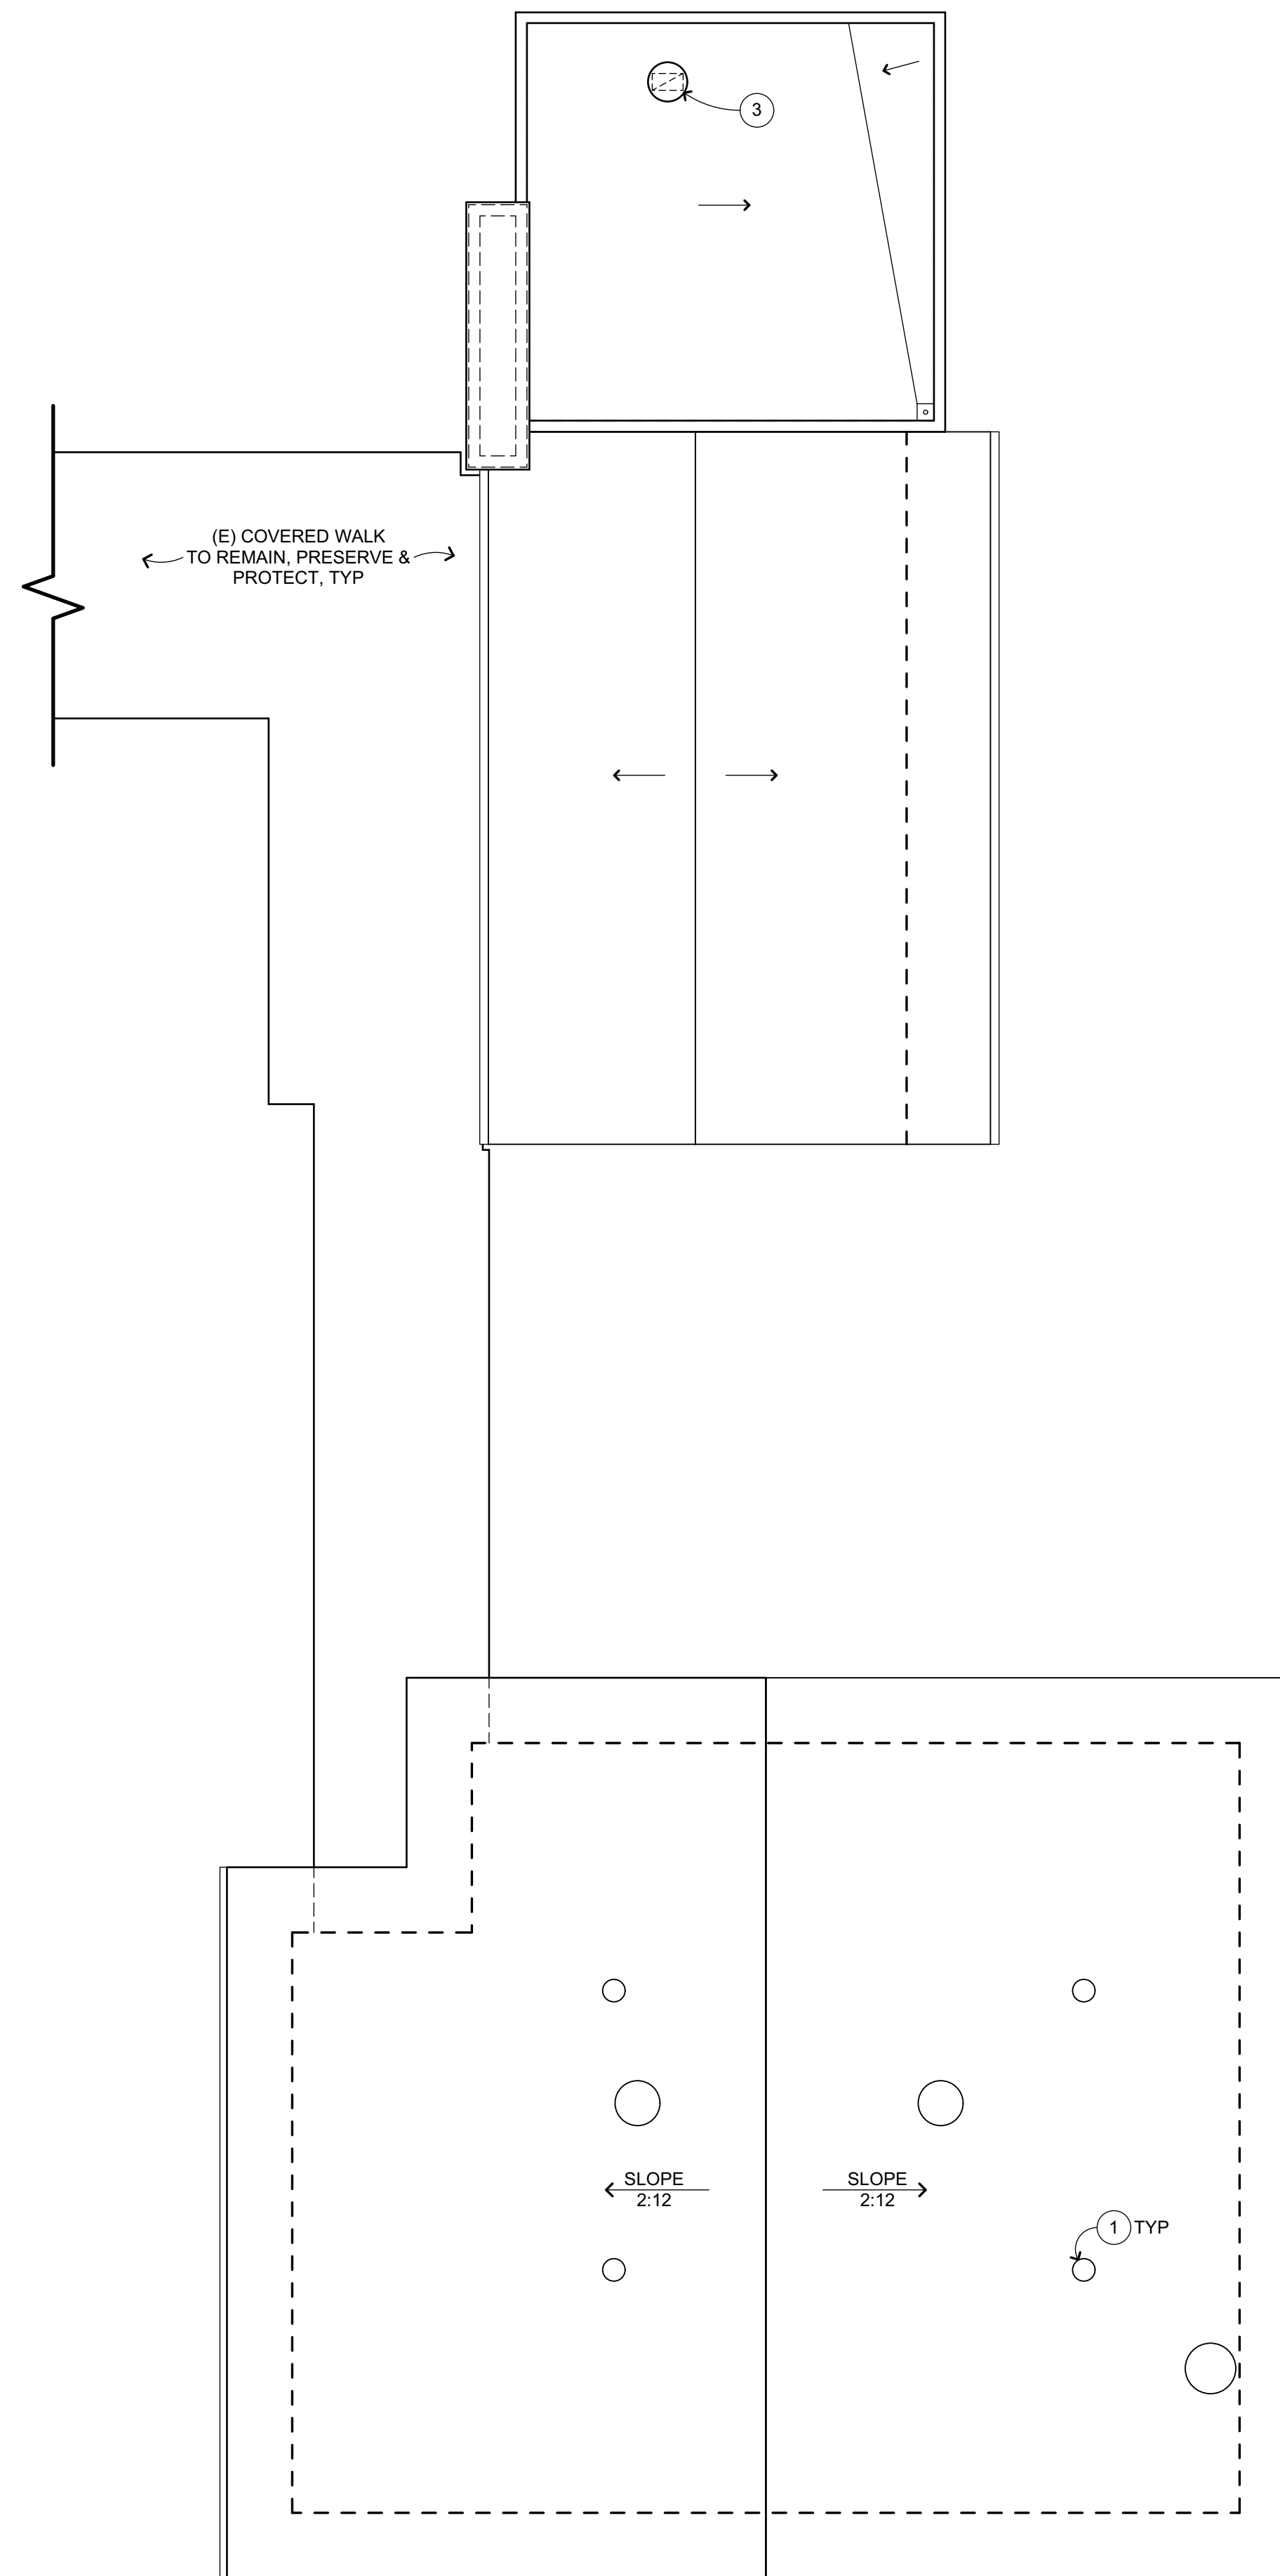 3
(E) COVERED WALK
TO REMAIN, PRESERVE &
PROTECT, TYP
SLOPE
2:12
SLOPE
2:12
1 TYP